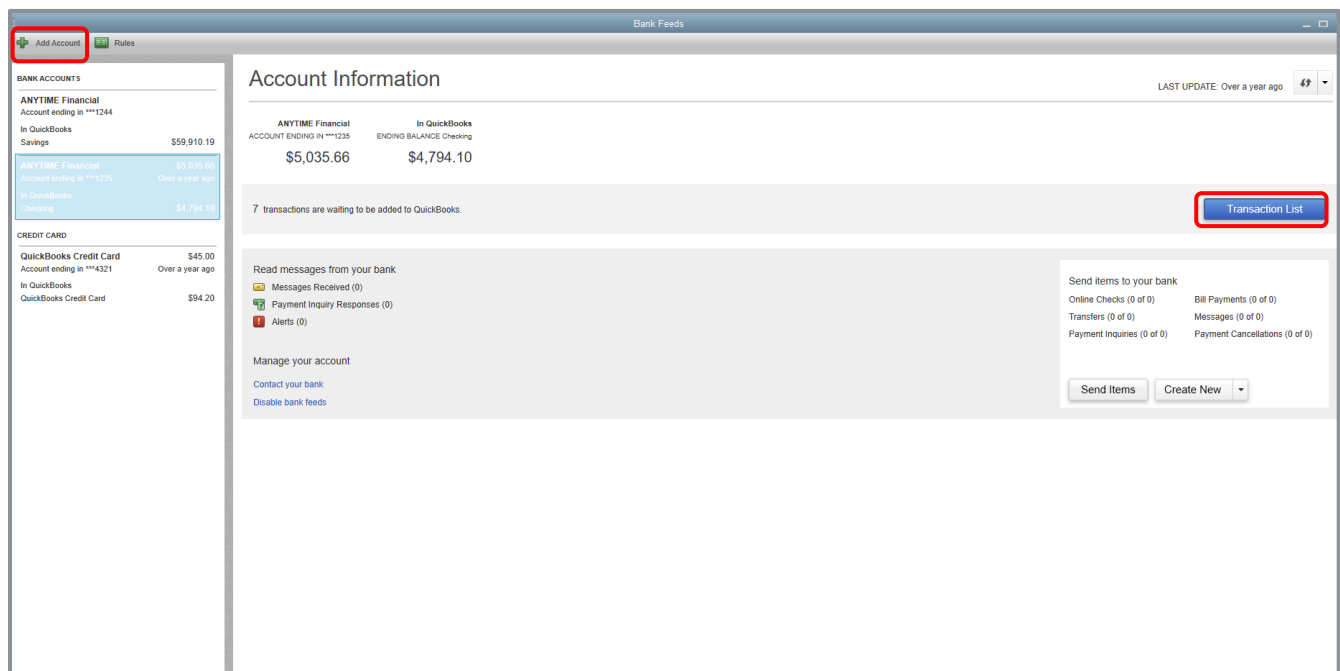 Bank Feeds
Add Account Rules
BANK ACCOUNTS
ANYTIME Financial
Account ending in ***1244
In QuickBooks
Savings $59,910.19
ANYTIME Financial $5,035.66
Account ending in ***1235 Over a year ago
In QuickBooks
Checking $4,794.10
CREDIT CARD
QuickBooks Credit Card $45.00
Account ending in ***4321 Over a year ago
In QuickBooks
QuickBooks Credit Card $94.20
Account Information
LAST UPDATE: Over a year ago
ANYTIME Financial In QuickBooks
ACCOUNT ENDING IN ***1235 ENDING BALANCE Checking
$5,035.66 $4,794.10
7 transactions are waiting to be added to QuickBooks.
Transaction List
Read messages from your bank
Messages Received (0)
Payment Inquiry Responses (0)
Alerts (0)
Manage your account
Contact your bank
Disable bank feeds
Send items to your bank
Online Checks (0 of 0) Bill Payments (0 of 0)
Transfers (0 of 0) Messages (0 of 0)
Payment Inquiries (0 of 0) Payment Cancellations (0 of 0)
Send Items Create New